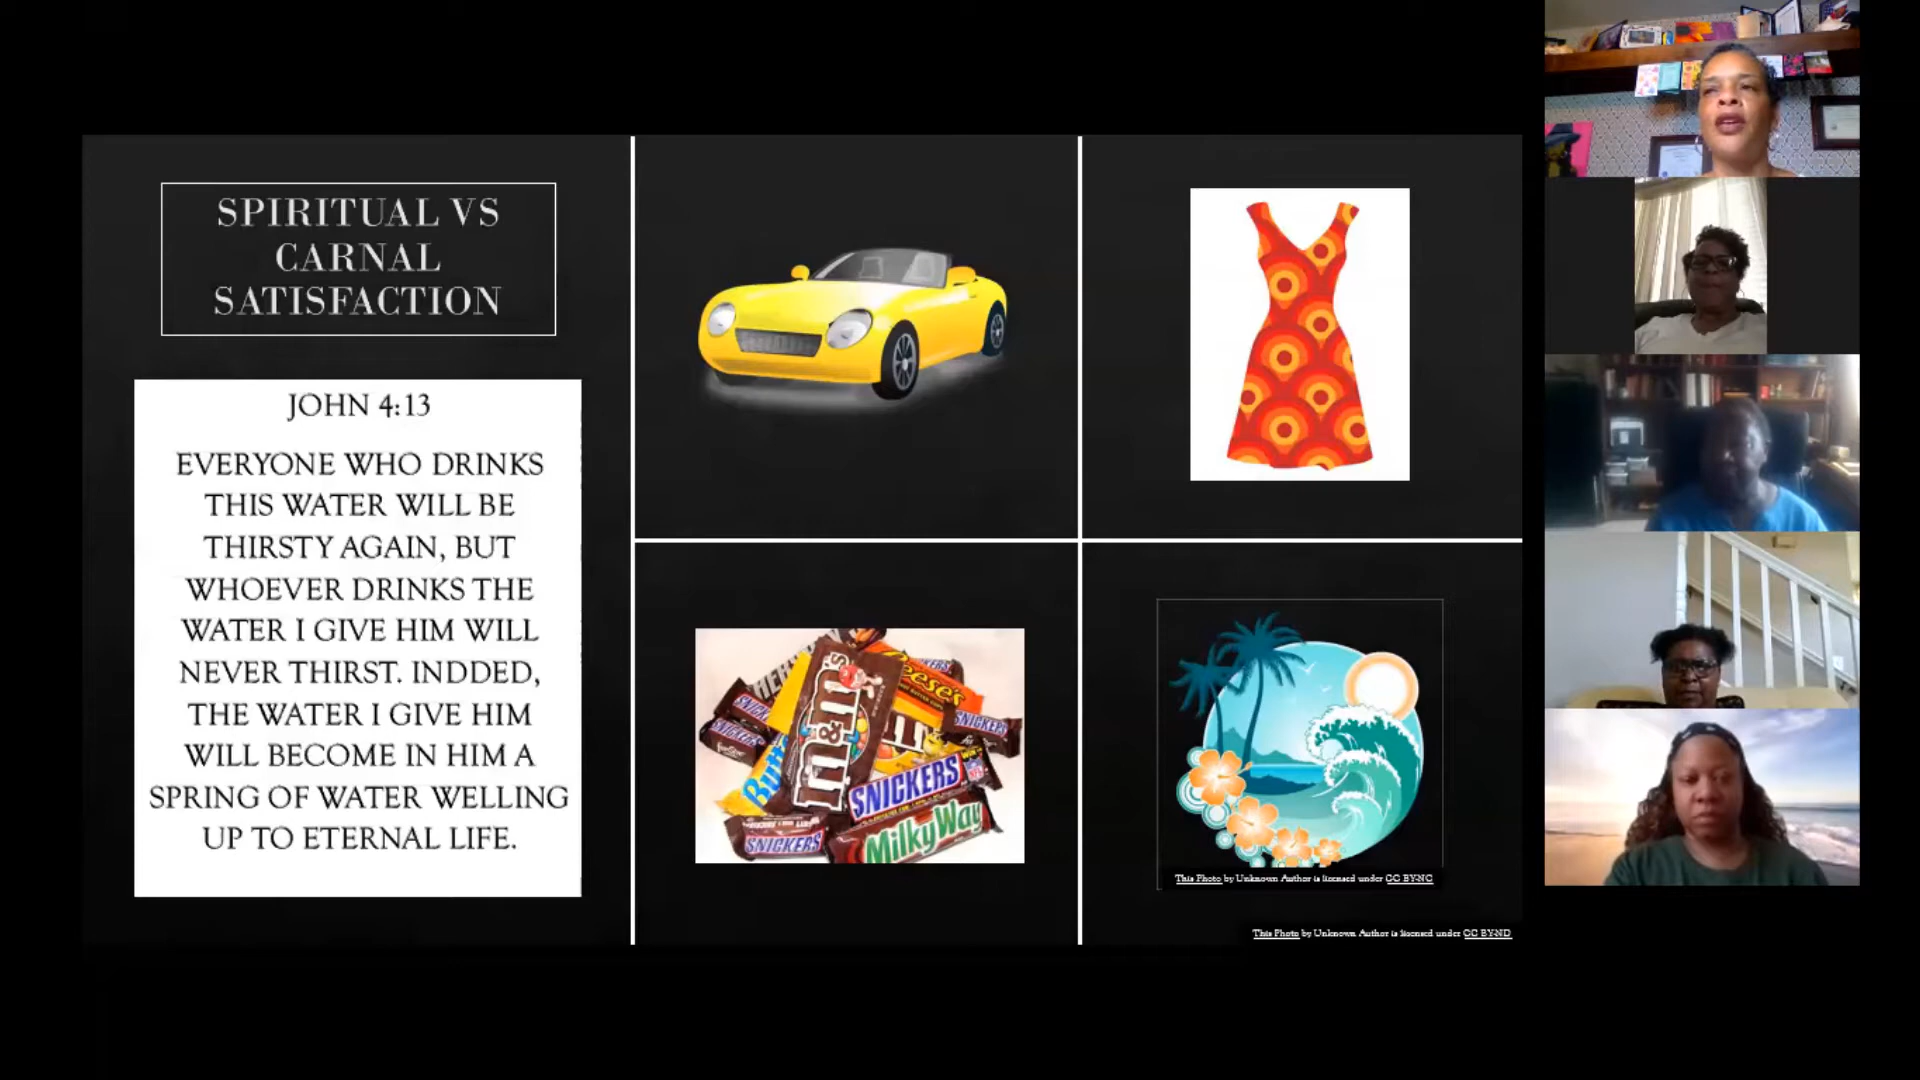 SPIRITUAL VS
CARNAL
SATISFACTION
JOHN 4:13
EVERYONE WHO DRINKS
THIS WATER WILL BE
THIRSTY AGAIN, BUT
WHOEVER DRINKS THE
WATER I GIVE HIM WILL
NEVER THIRST. INDDED,
THE WATER I GIVE HIM
WILL BECOME IN HIM A
SPRING OF WATER WELLING
UP TO ETERNAL LIFE.
Reese's
SNICKERS
SNICKERS
SNICKERS
SNICKERS
m&m's
SNICKERS
MilkyWay
SNICKERS
This Photo by Unknown Author is licensed under CC BY-NC
This Photo by Unknown Author is licensed under CC BY-ND